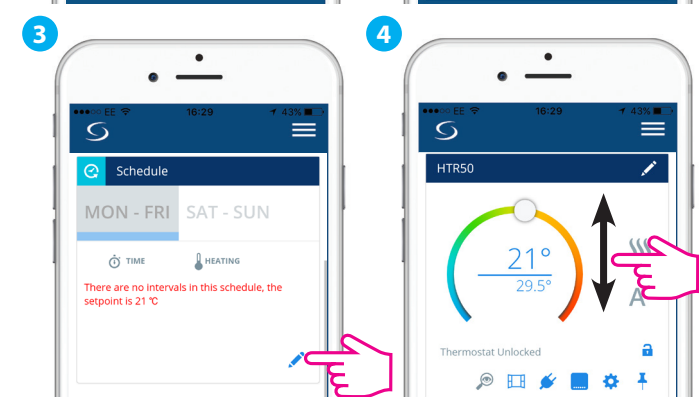 3
EE 16:29 43%
Schedule
MON - FRI SAT - SUN
TIME HEATING
There are no intervals in this schedule, the
setpoint is 21 ℃
4
EE 16:29 43%
HTR50
21°
29.5°
A
Thermostat Unlocked